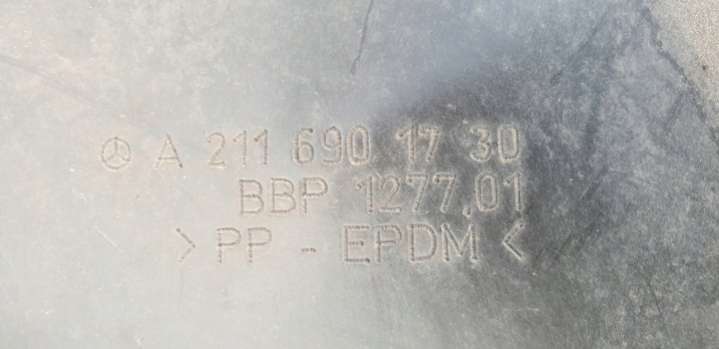 A 211 690 17 30
BBP 1277.01
> PP - EPDM <